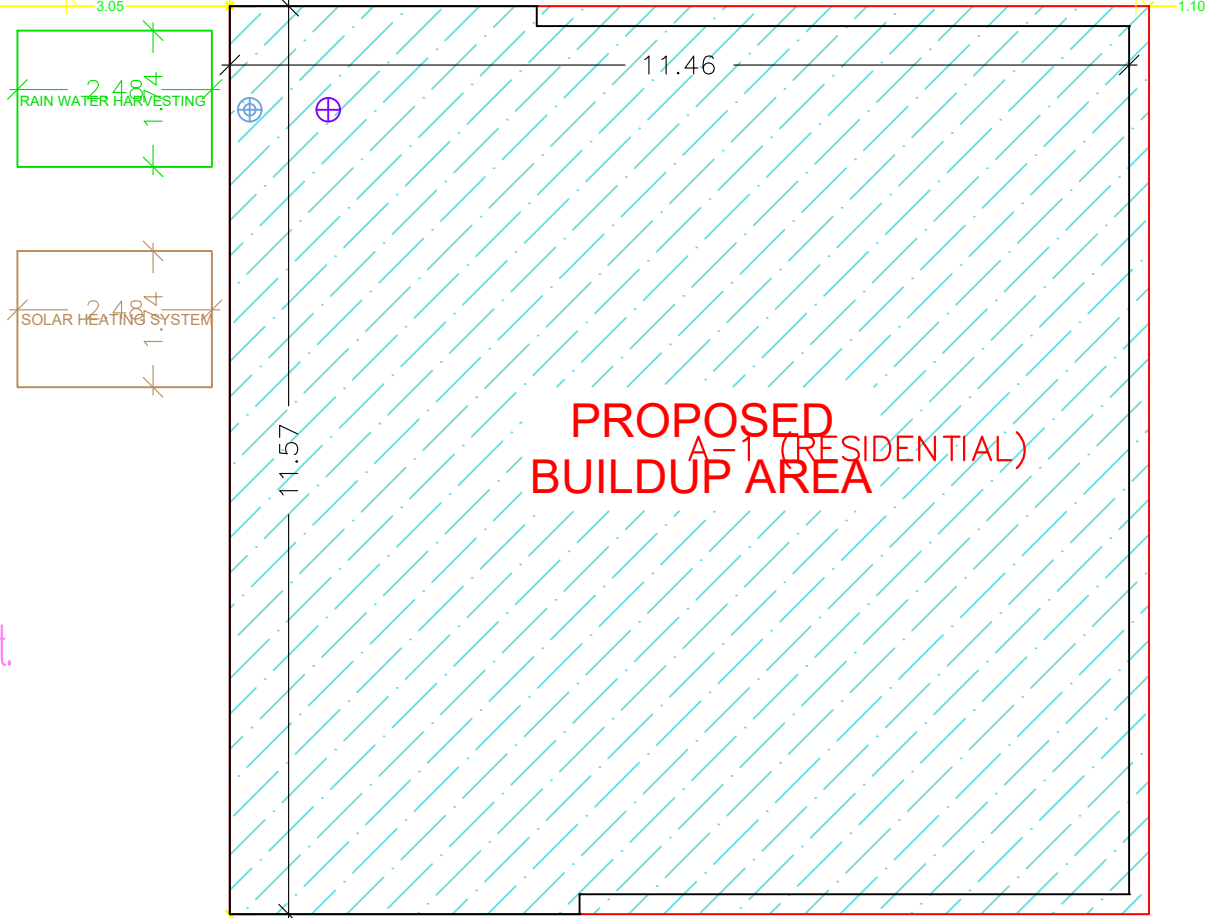 3.05
1.10
11.46
2.48
1.74
RAIN WATER HARVESTING
2.48
1.74
SOLAR HEATING SYSTEM
11.57
PROPOSED
BUILDUP AREA
A-1 (RESIDENTIAL)
t.